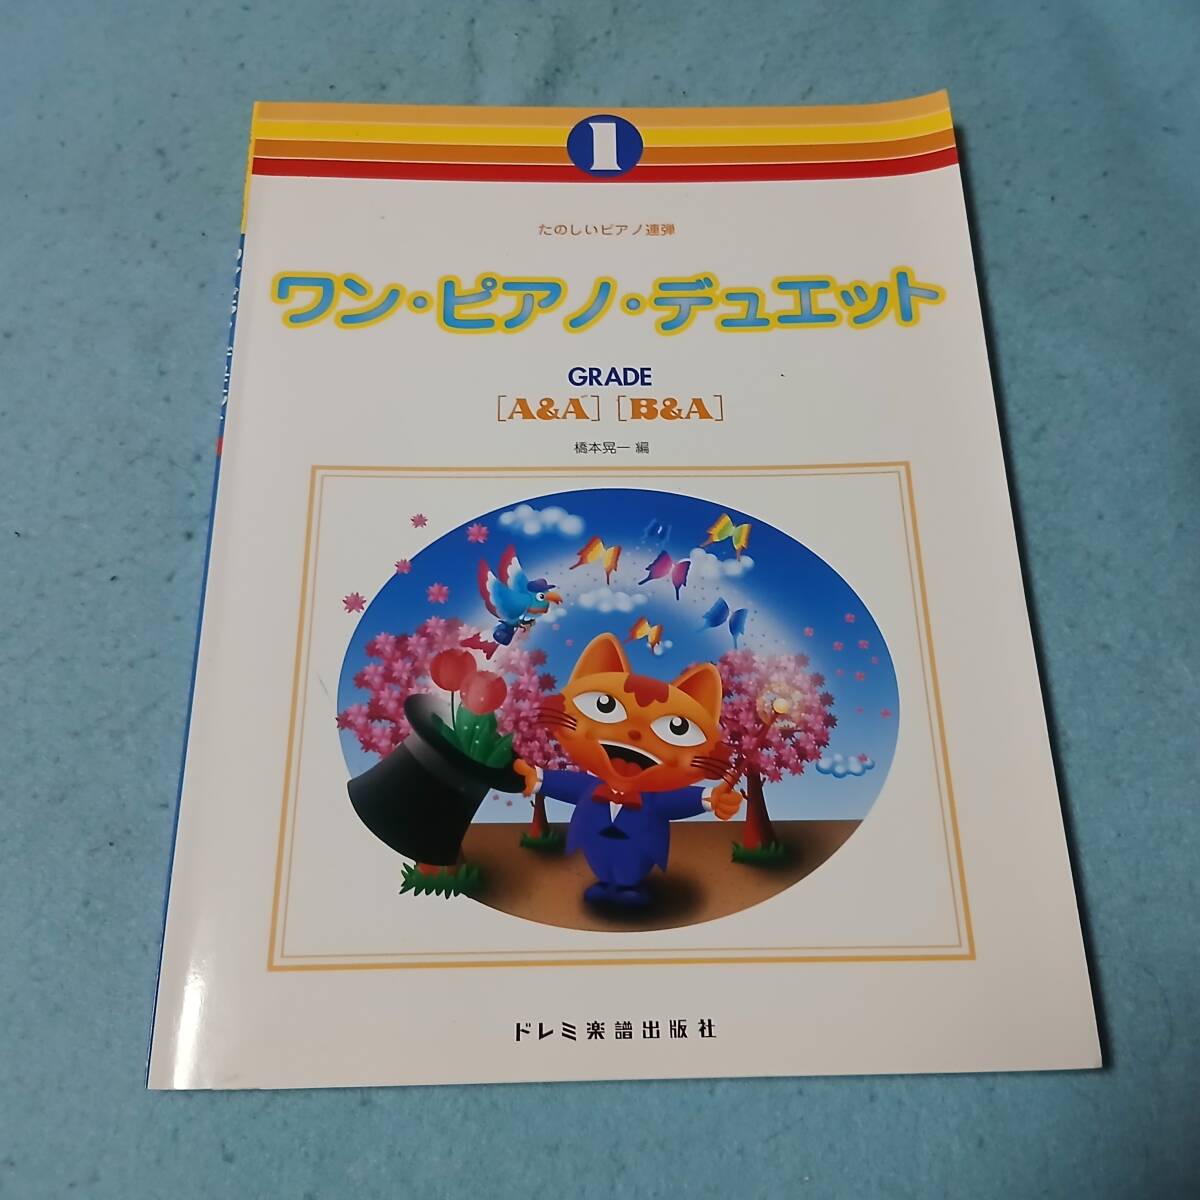 1
たのしいピアノ連弾
ワン・ピアノ・デュエット
GRADE
[A&A] [B&A]
橋本晃一 編
ドレミ楽譜出版社